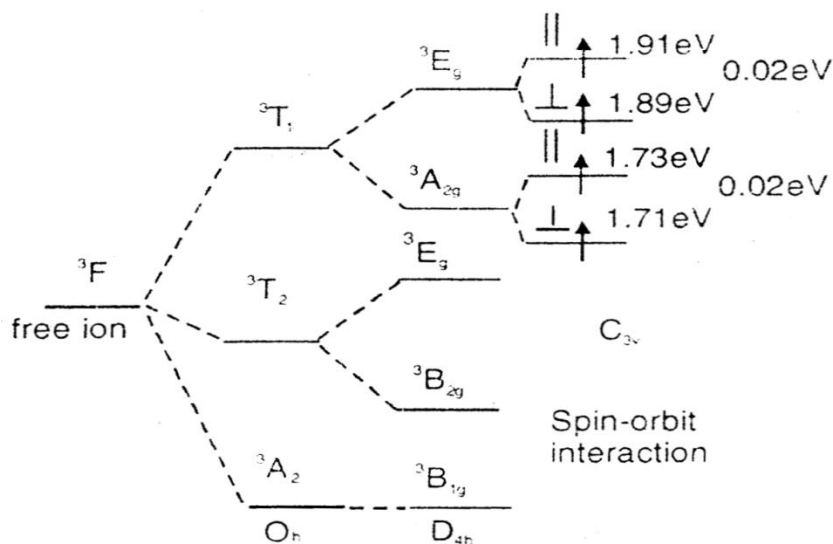 || 1.91eV
³E_g 0.02eV
⊥ 1.89eV
³T₁
|| 1.73eV
³A_2g 0.02eV
⊥ 1.71eV
³F ³T₂ ³E_g
free ion C_3v
³B_2g
Spin-orbit
interaction
³A₂ ³B_1g
O_h D_4h